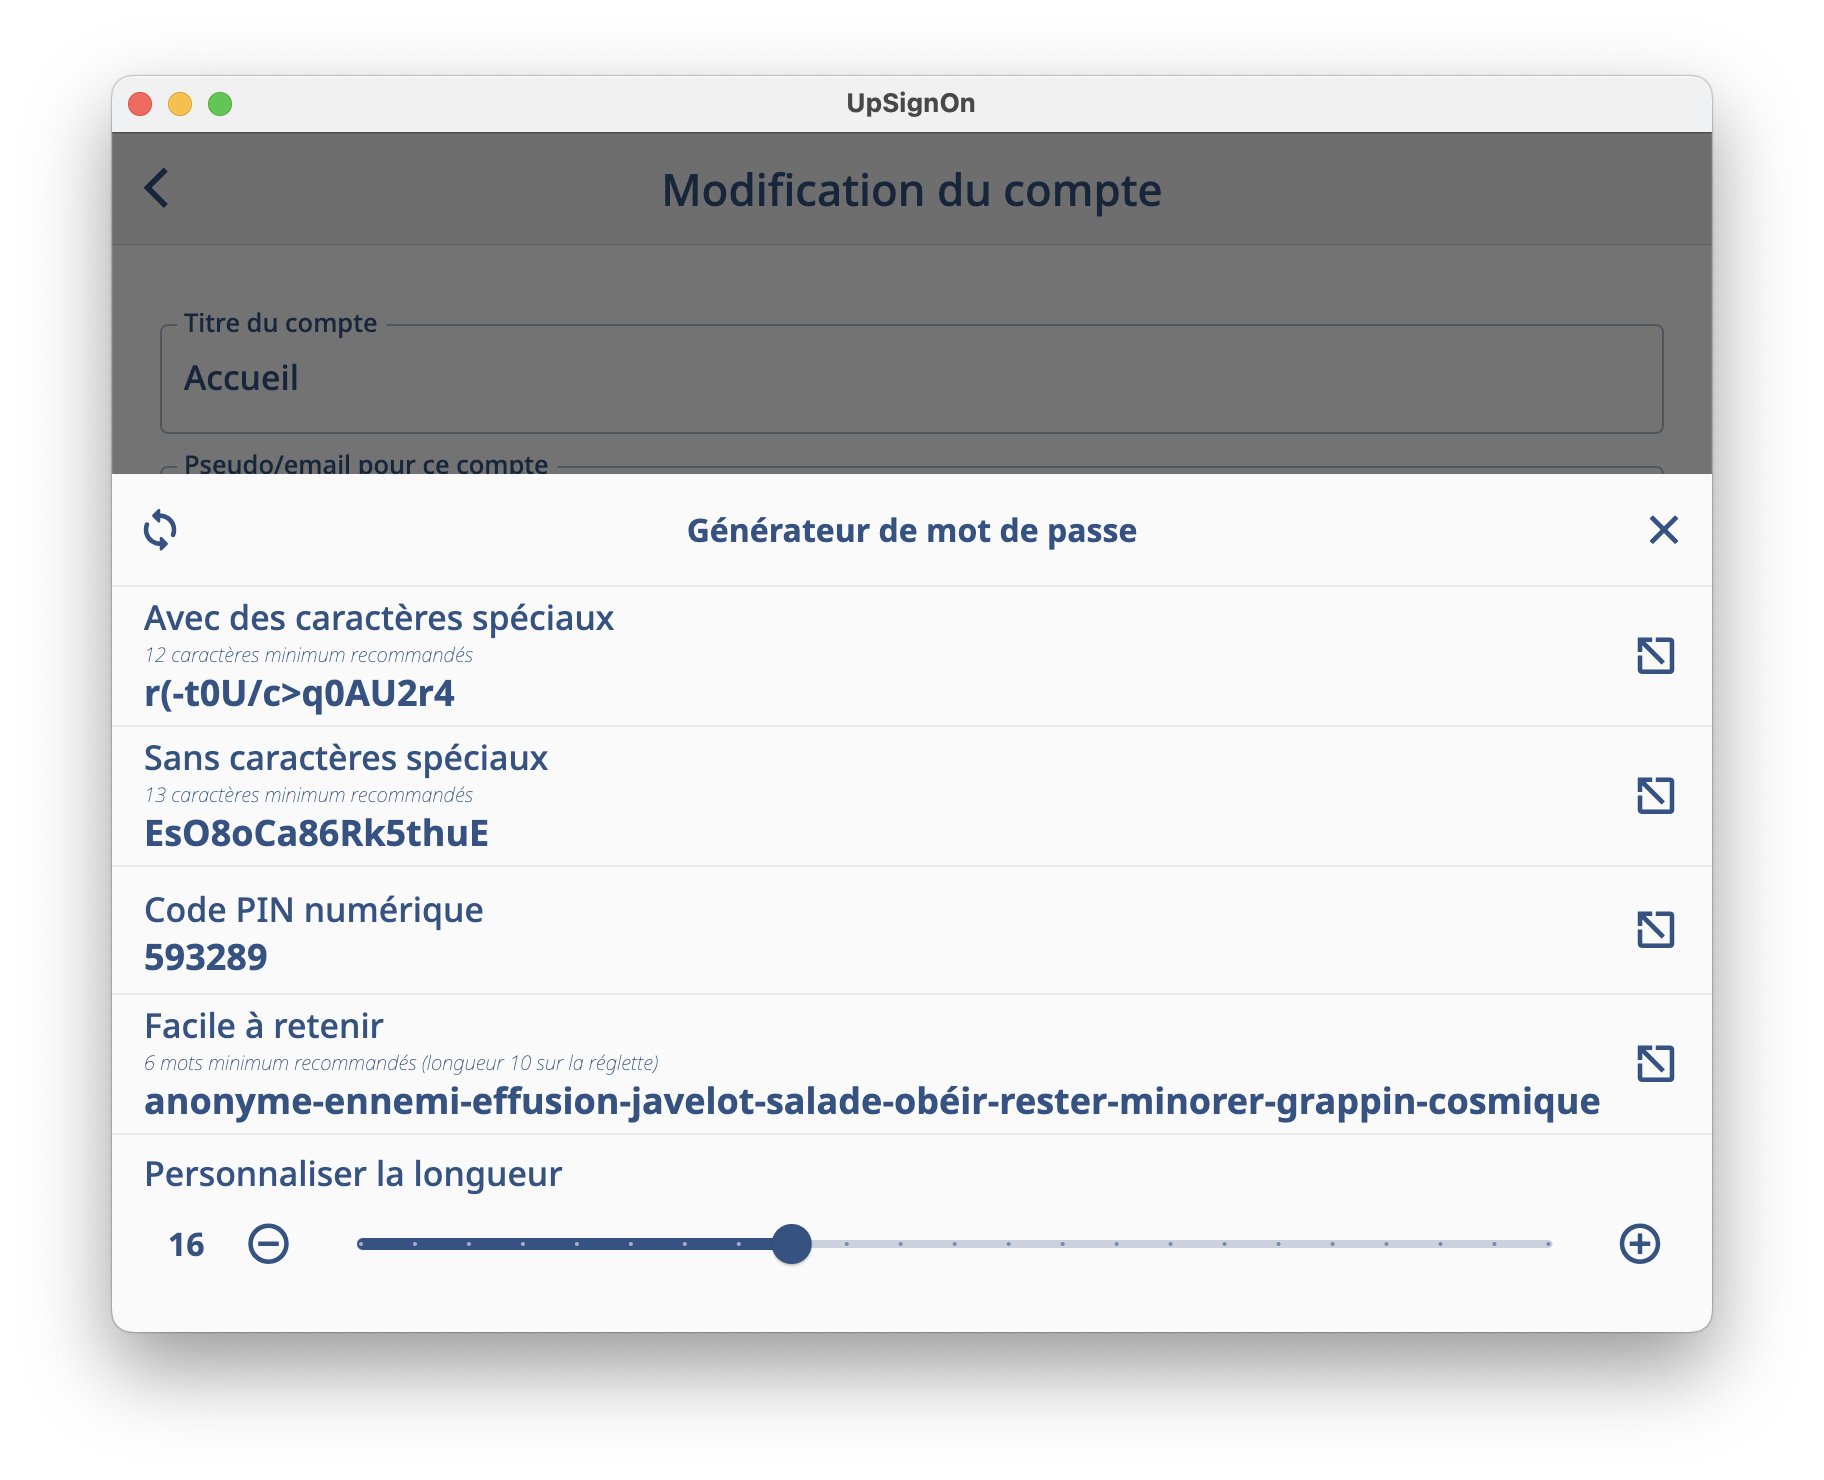 UpSignOn
Modification du compte
Titre du compte
Accueil
Pseudo/email pour ce compte
Générateur de mot de passe
Avec des caractères spéciaux
12 caractères minimum recommandés
r(-t0U/c>q0AU2r4
Sans caractères spéciaux
13 caractères minimum recommandés
EsO8oCa86Rk5thuE
Code PIN numérique
593289
Facile à retenir
6 mots minimum recommandés (longueur 10 sur la réglette)
anonyme-ennemi-effusion-javelot-salade-obéir-rester-minorer-grappin-cosmique
Personnaliser la longueur
16